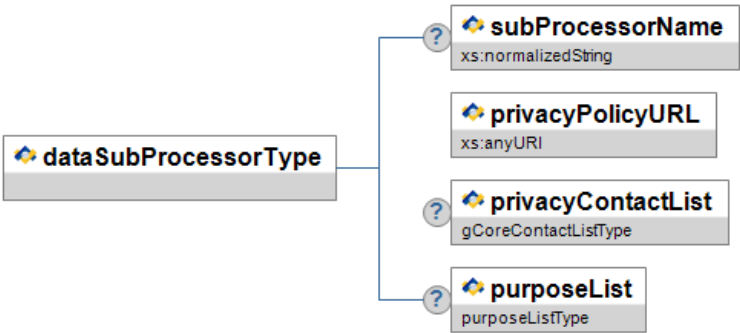 ? subProcessorName
xs:normalizedString
privacyPolicyURL
xs:anyURI
dataSubProcessorType
? privacyContactList
gCoreContactListType
? purposeList
purposeListType